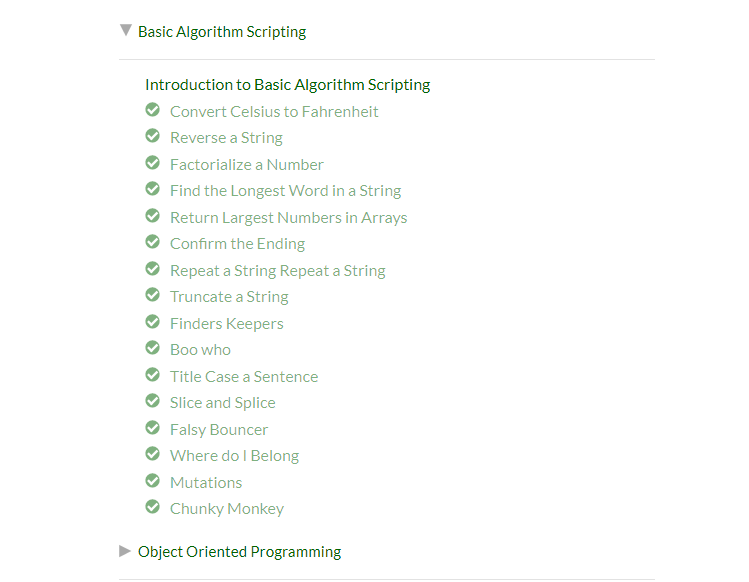 Basic Algorithm Scripting
Introduction to Basic Algorithm Scripting
Convert Celsius to Fahrenheit
Reverse a String
Factorialize a Number
Find the Longest Word in a String
Return Largest Numbers in Arrays
Confirm the Ending
Repeat a String Repeat a String
Truncate a String
Finders Keepers
Boo who
Title Case a Sentence
Slice and Splice
Falsy Bouncer
Where do I Belong
Mutations
Chunky Monkey
Object Oriented Programming